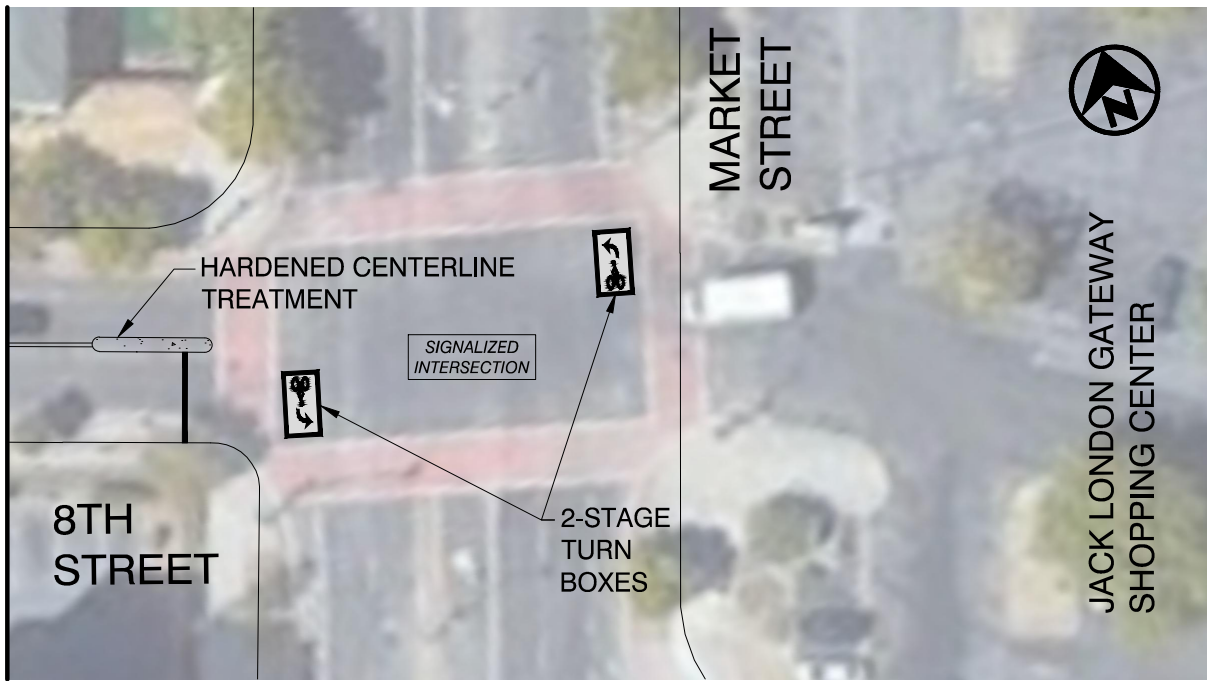 MARKET
STREET
N
HARDENED CENTERLINE
TREATMENT
SIGNALIZED
INTERSECTION
JACK LONDON GATEWAY
SHOPPING CENTER
8TH
STREET
2-STAGE
TURN
BOXES